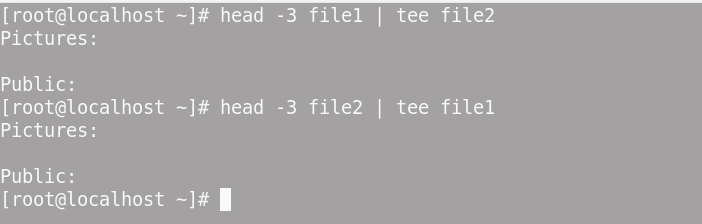 [root@localhost ~]# head -3 file1 | tee file2
Pictures:

Public:
[root@localhost ~]# head -3 file2 | tee file1
Pictures:

Public:
[root@localhost ~]#